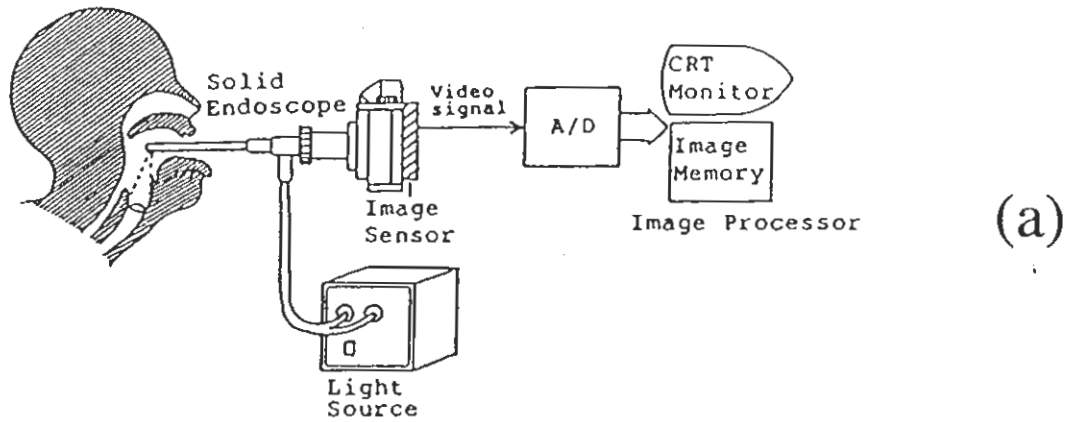 Solid
Endoscope
Video
signal
A/D
CRT
Monitor
Image
Memory
Image Processor
Image
Sensor
Light
Source
(a)